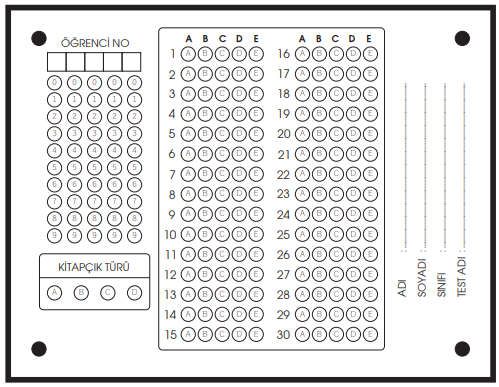 ÖĞRENCİ NO
0 0 0 0 0
1 1 1 1 1
2 2 2 2 2
3 3 3 3 3
4 4 4 4 4
5 5 5 5 5
6 6 6 6 6
7 7 7 7 7
8 8 8 8 8
9 9 9 9 9
KİTAPÇIK TÜRÜ
A B C D
A B C D E
1 A B C D E
2 A B C D E
3 A B C D E
4 A B C D E
5 A B C D E
6 A B C D E
7 A B C D E
8 A B C D E
9 A B C D E
10 A B C D E
11 A B C D E
12 A B C D E
13 A B C D E
14 A B C D E
15 A B C D E
A B C D E
16 A B C D E
17 A B C D E
18 A B C D E
19 A B C D E
20 A B C D E
21 A B C D E
22 A B C D E
23 A B C D E
24 A B C D E
25 A B C D E
26 A B C D E
27 A B C D E
28 A B C D E
29 A B C D E
30 A B C D E
ADI :
SOYADI :
SINIFI :
TEST ADI :